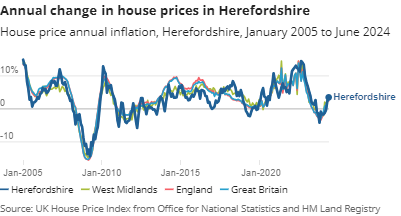 Annual change in house prices in Herefordshire
House price annual inflation, Herefordshire, January 2005 to June 2024
10%
0
-10
Herefordshire
Jan-2005 Jan-2010 Jan-2020
Herefordshire West Midlands England Great Britain
Source: UK House Price Index from Office for National Statistics and HM Land Registry